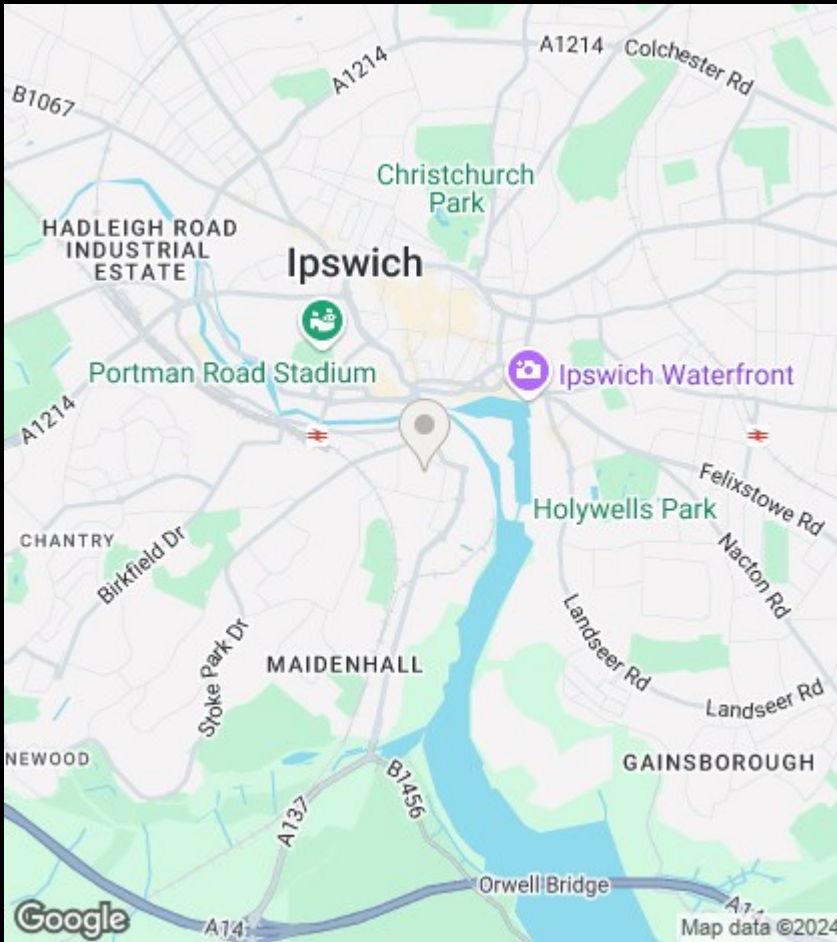 A1214
A1214
Colchester Rd
B1067
Christchurch
Park
HADLEIGH ROAD
INDUSTRIAL
ESTATE
Ipswich
Portman Road Stadium
Ipswich Waterfront
A1214
Felixstowe Rd
Holywells Park
CHANTRY
Birkfield Dr
Nacton Rd
Landseer Rd
Stoke Park Dr
MAIDENHALL
Landseer Rd
NEWOOD
GAINSBOROUGH
A137
B1456
Orwell Bridge
A14
A14
Google
Map data ©2024